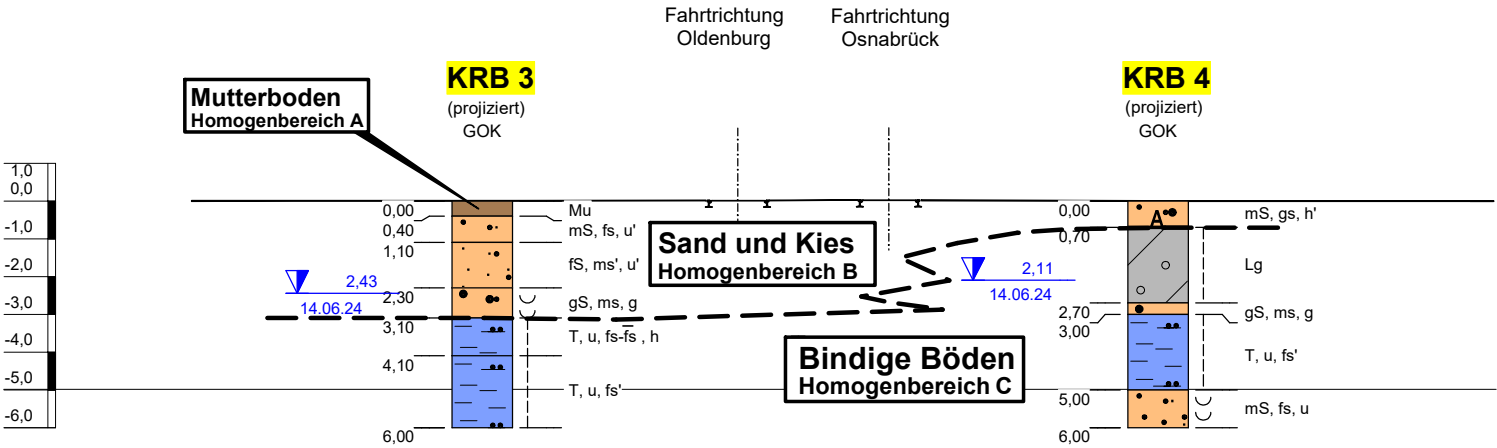 Fahrtrichtung
Oldenburg
Fahrtrichtung
Osnabrück
KRB 3
(projiziert)
GOK
KRB 4
(projiziert)
GOK
Mutterboden
Homogenbereich A
1,0
0,0
-1,0
-2,0
-3,0
-4,0
-5,0
-6,0
0,00
0,40
1,10
2,30
3,10
4,10
6,00
Mu
mS, fs, u'
fS, ms', u'
gS, ms, g
T, u, fs-f̅s̅ , h
T, u, fs'
2,43
14.06.24
Sand und Kies
Homogenbereich B
2,11
14.06.24
Bindige Böden
Homogenbereich C
0,00
0,70
2,70
3,00
5,00
6,00
A
mS, gs, h'
Lg
gS, ms, g
T, u, fs'
mS, fs, u